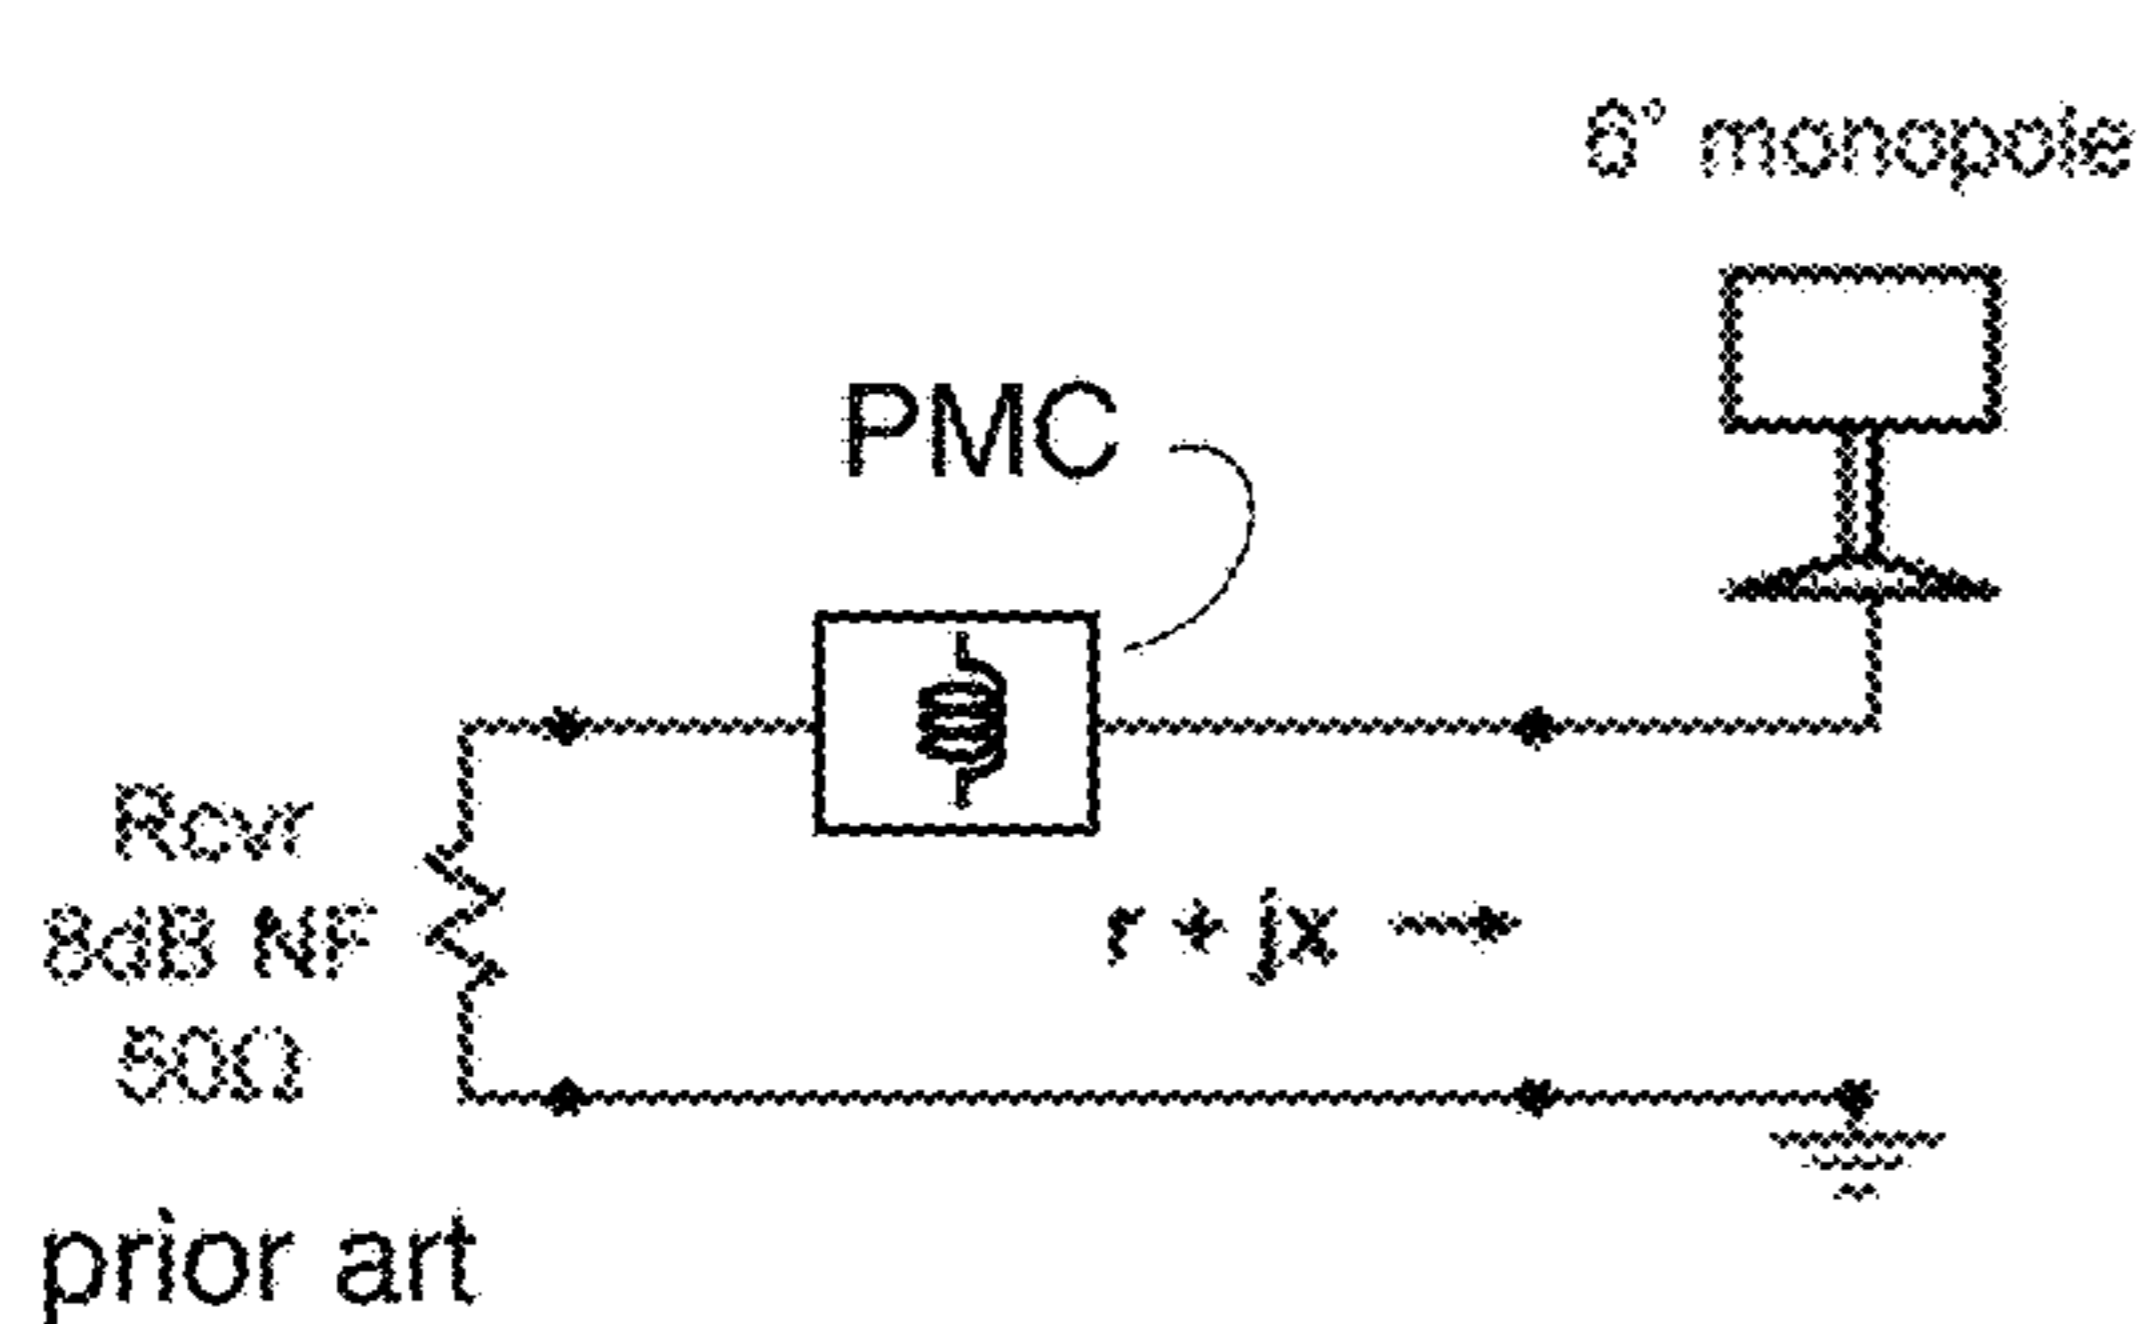 6" monopole
PMC
Rcvr
8dB NF
50Ω
r + jx
prior art